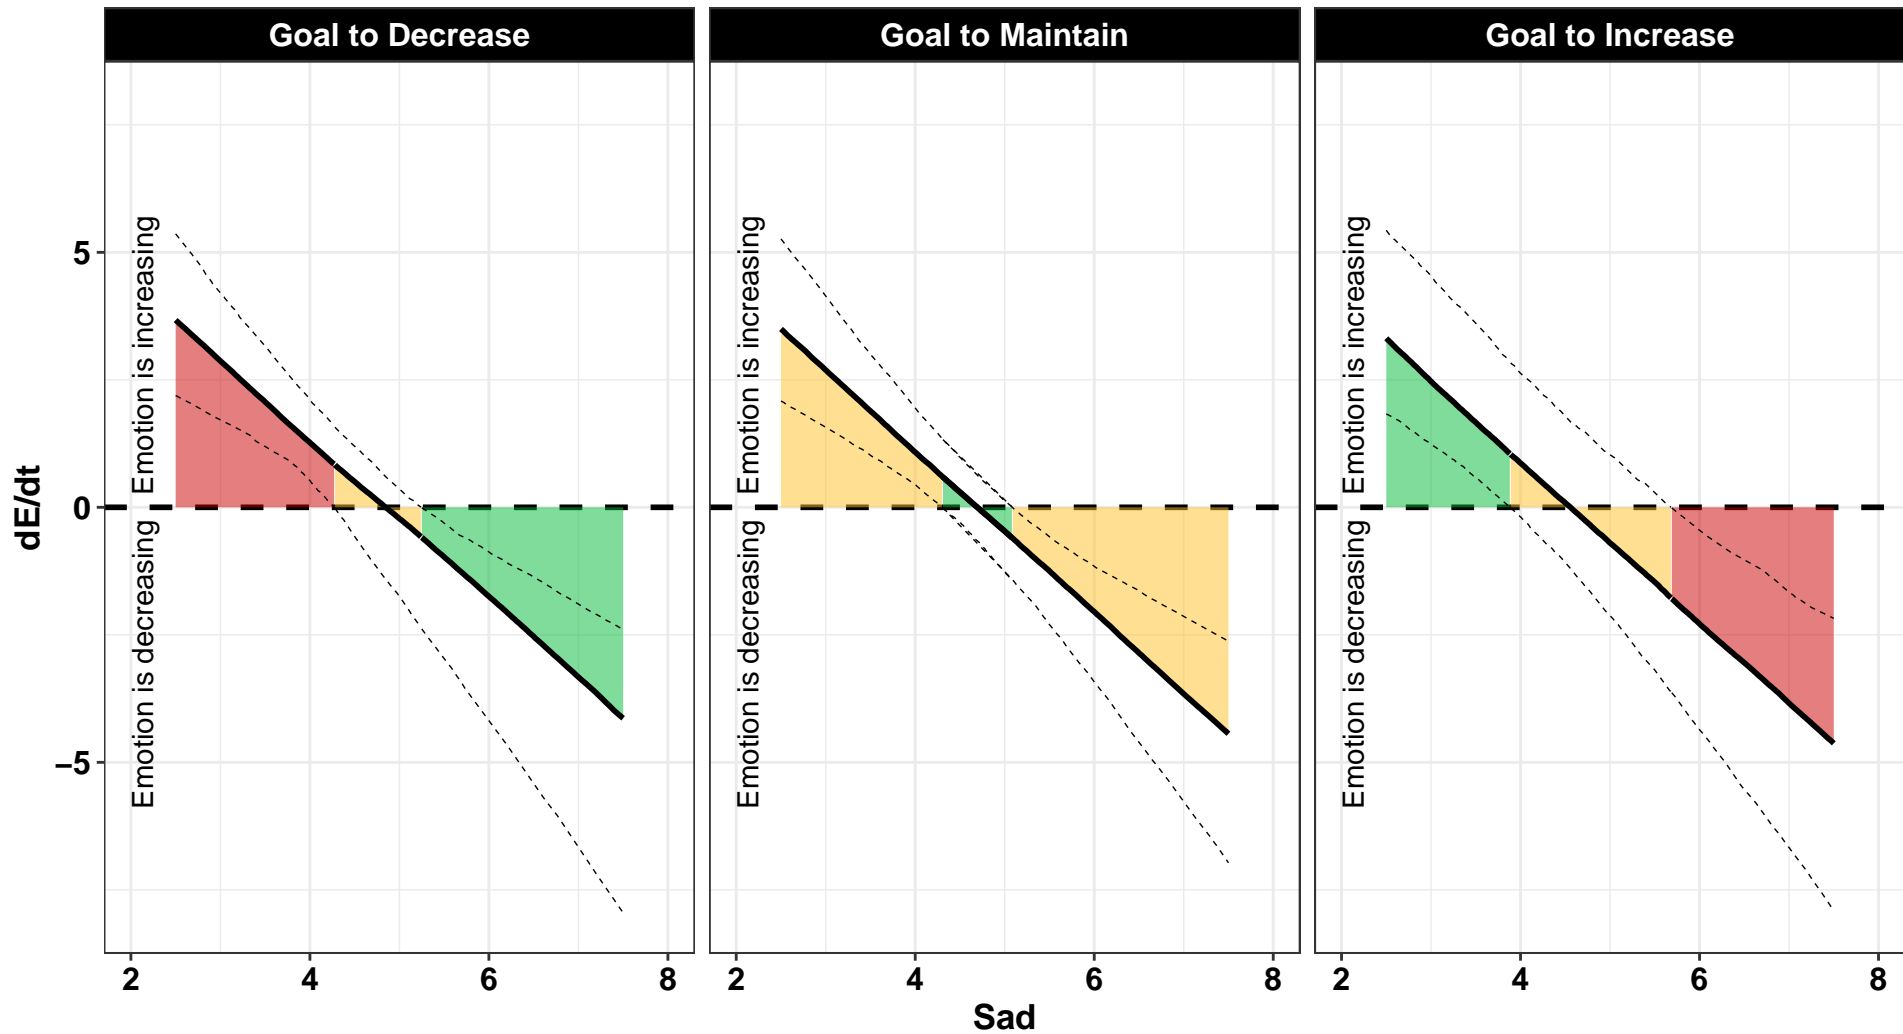 Goal to Decrease
Goal to Maintain
Goal to Increase
dE/dt
5
0
−5
Emotion is increasing
Emotion is decreasing
Emotion is increasing
Emotion is decreasing
Emotion is increasing
Emotion is decreasing
2 4 6 8
2 4 6 8
2 4 6 8
Sad